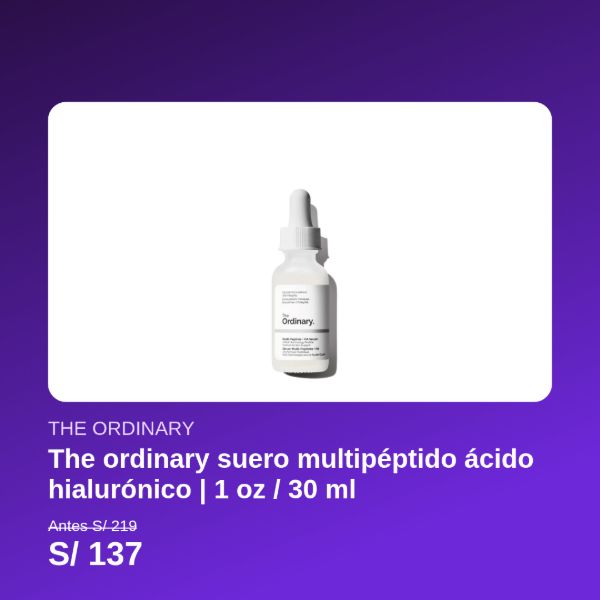 The
Ordinary.
THE ORDINARY
The ordinary suero multipéptido ácido
hialurónico | 1 oz / 30 ml
Antes S/ 219
S/ 137